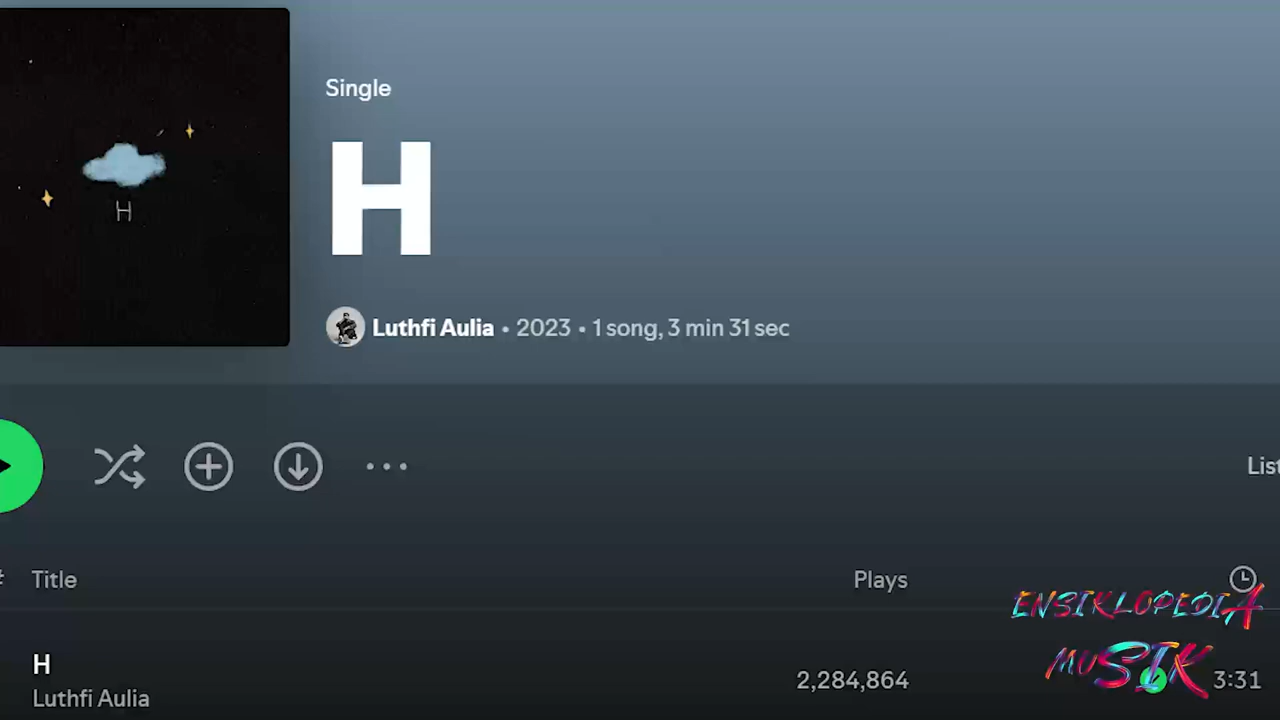 Single
H
H
Luthfi Aulia • 2023 • 1 song, 3 min 31 sec
List
# Title Plays
H
Luthfi Aulia
2,284,864
3:31
ENSIKLOPEDIA
MUSIK